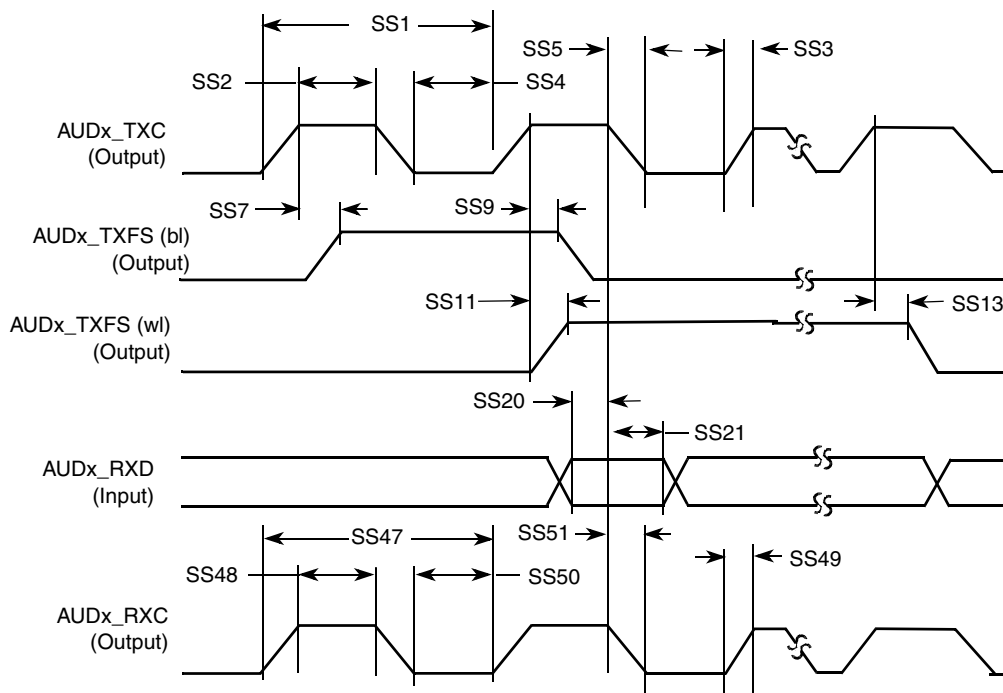 SS1
SS5
SS3
SS2
SS4
AUDx_TXC
(Output)
SS7
SS9
AUDx_TXFS (bl)
(Output)
SS11
SS13
AUDx_TXFS (wl)
(Output)
SS20
SS21
AUDx_RXD
(Input)
SS47
SS51
SS49
SS48
SS50
AUDx_RXC
(Output)